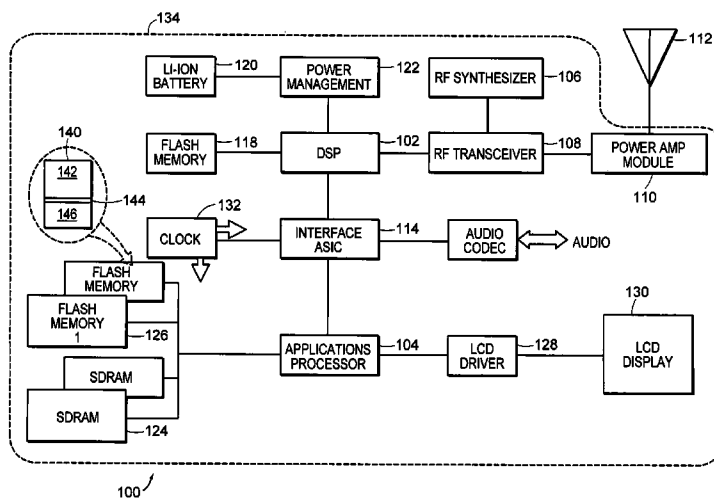 134
112
LI-ION
BATTERY
120
POWER
MANAGEMENT
122
RF SYNTHESIZER
106
140
142
144
146
FLASH
MEMORY
118
DSP
102
RF TRANSCEIVER
108
POWER AMP
MODULE
110
132
CLOCK
INTERFACE
ASIC
114
AUDIO
CODEC
AUDIO
FLASH
MEMORY
FLASH
MEMORY
1
126
SDRAM
SDRAM
124
APPLICATIONS
PROCESSOR
104
LCD
DRIVER
128
130
LCD
DISPLAY
100